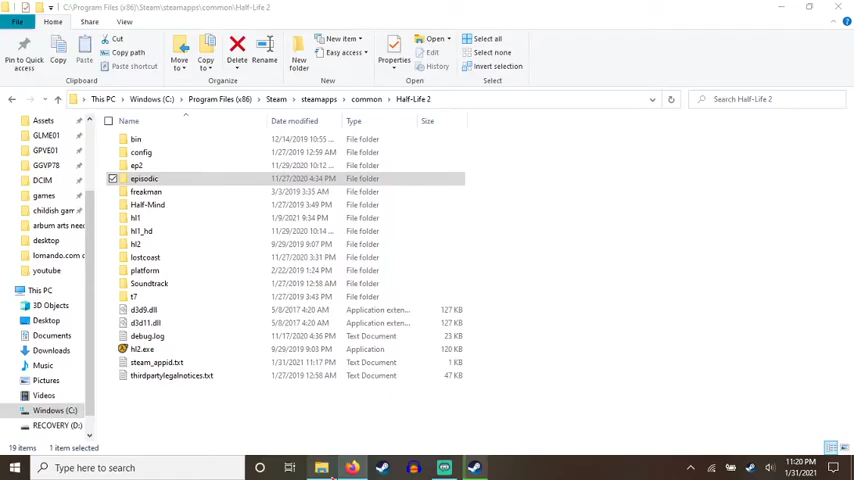 C:\Program Files (x86)\Steam\steamapps\common\Half-Life 2
File Home Share View
Pin to Quick access
Copy
Paste
Cut
Copy path
Paste shortcut
Move to
Copy to
Delete
Rename
New folder
New item
Easy access
Properties
Open
Edit
History
Select all
Select none
Invert selection
Clipboard Organize New Open Select
This PC Windows (C:) Program Files (x86) Steam steamapps common Half-Life 2
Search Half-Life 2
Name Date modified Type Size
Assets
GLME01
GPVE01
GGVP78
DCIM
games
childish gam
arbum arts nee
desktop
lomando.com c
youtube
This PC
3D Objects
Desktop
Documents
Downloads
Music
Pictures
Videos
Windows (C:)
RECOVERY (D:)
bin 12/14/2019 10:55 ... File folder
config 1/27/2019 12:59 AM File folder
ep2 11/29/2020 10:12 ... File folder
episodic 11/27/2020 4:34 PM File folder
freakman 3/3/2019 3:35 AM File folder
Half-Mind 1/27/2019 3:49 PM File folder
hl1 1/9/2021 9:34 PM File folder
hl1_hd 11/29/2020 10:14 ... File folder
hl2 9/29/2019 9:07 PM File folder
lostcoast 11/27/2020 3:31 PM File folder
platform 2/22/2019 1:24 PM File folder
Soundtrack 1/27/2019 12:58 AM File folder
t7 1/27/2019 3:43 PM File folder
d3d9.dll 5/8/2017 4:20 AM Application exten... 127 KB
d3d11.dll 5/8/2017 4:20 AM Application exten... 127 KB
debug.log 11/17/2020 4:36 PM Text Document 23 KB
hl2.exe 9/29/2019 9:03 PM Application 120 KB
steam_appid.txt 1/31/2021 11:17 PM Text Document 1 KB
thirdpartylegalnotices.txt 1/27/2019 12:58 AM Text Document 47 KB
19 items 1 item selected
Type here to search
11:20 PM
1/31/2021